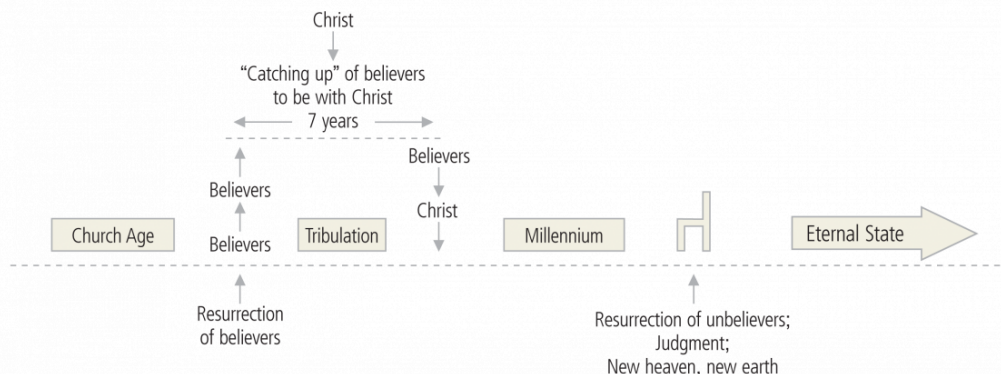 Christ
“Catching up” of believers
to be with Christ
7 years
Believers
Believers
Christ
Church Age
Believers
Tribulation
Millennium
Eternal State
Resurrection
of believers
Resurrection of unbelievers;
Judgment;
New heaven, new earth